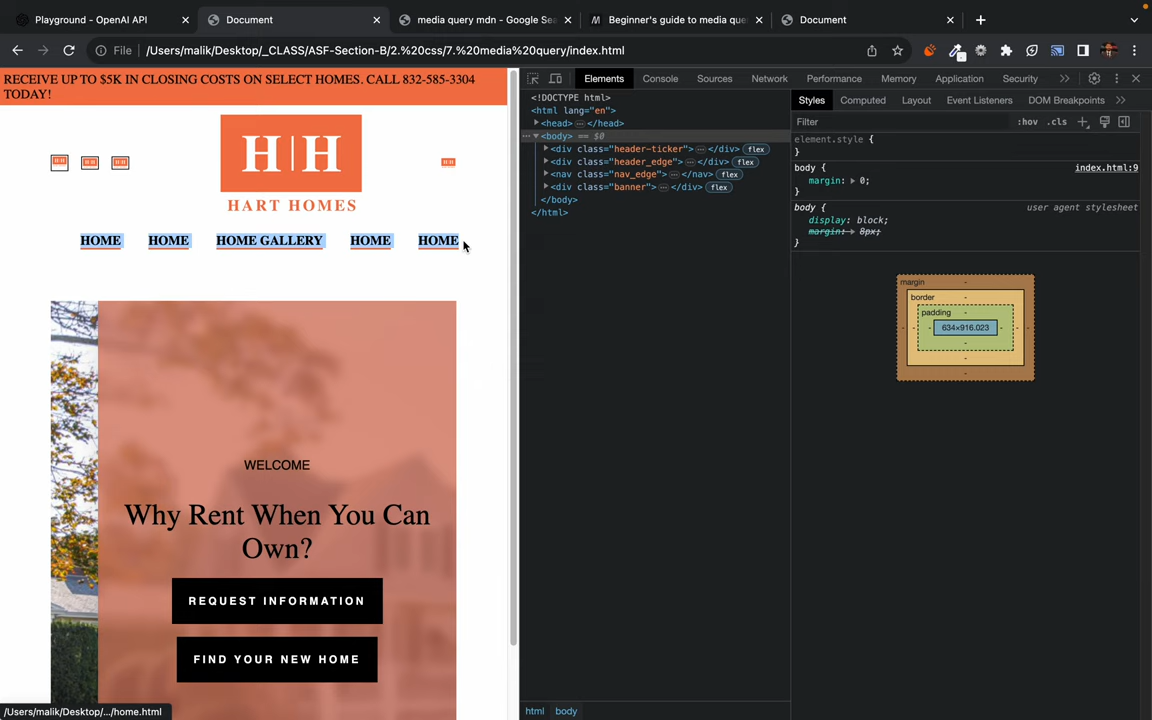 Playground - OpenAI API
Document
media query mdn - Google Sea
Beginner's guide to media que
Document
File /Users/malik/Desktop/_CLASS/ASF-Section-B/2.%20css/7.%20media%20query/index.html
RECEIVE UP TO $5K IN CLOSING COSTS ON SELECT HOMES. CALL 832-585-3304
TODAY!
H|H
HART HOMES
HOME HOME HOME GALLERY HOME HOME
WELCOME
Why Rent When You Can
Own?
REQUEST INFORMATION
FIND YOUR NEW HOME
/Users/malik/Desktop/.../home.html
Elements Console Sources Network Performance Memory Application Security
<!DOCTYPE html>
<html lang="en">
<head> ... </head>
<body> == $0
<div class="header-ticker"> ... </div> flex
<div class="header_edge"> ... </div> flex
<nav class="nav_edge"> ... </nav> flex
<div class="banner"> ... </div> flex
</body>
</html>
html body
Styles Computed Layout Event Listeners DOM Breakpoints
Filter :hov .cls
element.style {
}
body { index.html:9
margin: 0;
}
body { user agent stylesheet
display: block;
margin: 8px;
}
margin -
border -
padding -
- - - 634×916.023 - - -
-
-
-